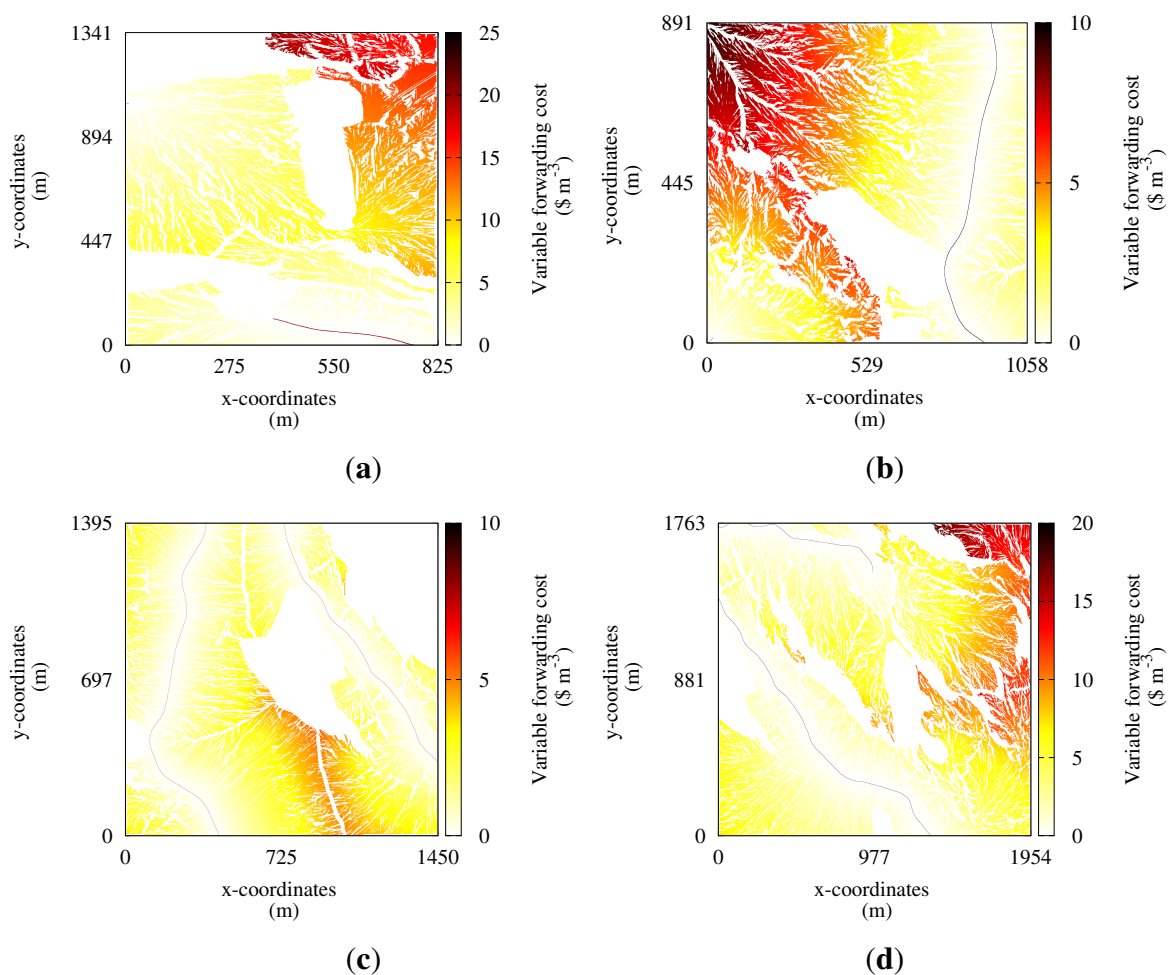 1341
894
447
0
0 275 550 825
x-coordinates
(m)
y-coordinates
(m)
25
20
15
10
5
0
Variable forwarding cost
($ m-3)
(a)
891
445
0
0 529 1058
x-coordinates
(m)
y-coordinates
(m)
10
5
0
Variable forwarding cost
($ m-3)
(b)
1395
697
0
0 725 1450
x-coordinates
(m)
y-coordinates
(m)
10
5
0
Variable forwarding cost
($ m-3)
(c)
1763
881
0
0 977 1954
x-coordinates
(m)
y-coordinates
(m)
20
15
10
5
0
Variable forwarding cost
($ m-3)
(d)